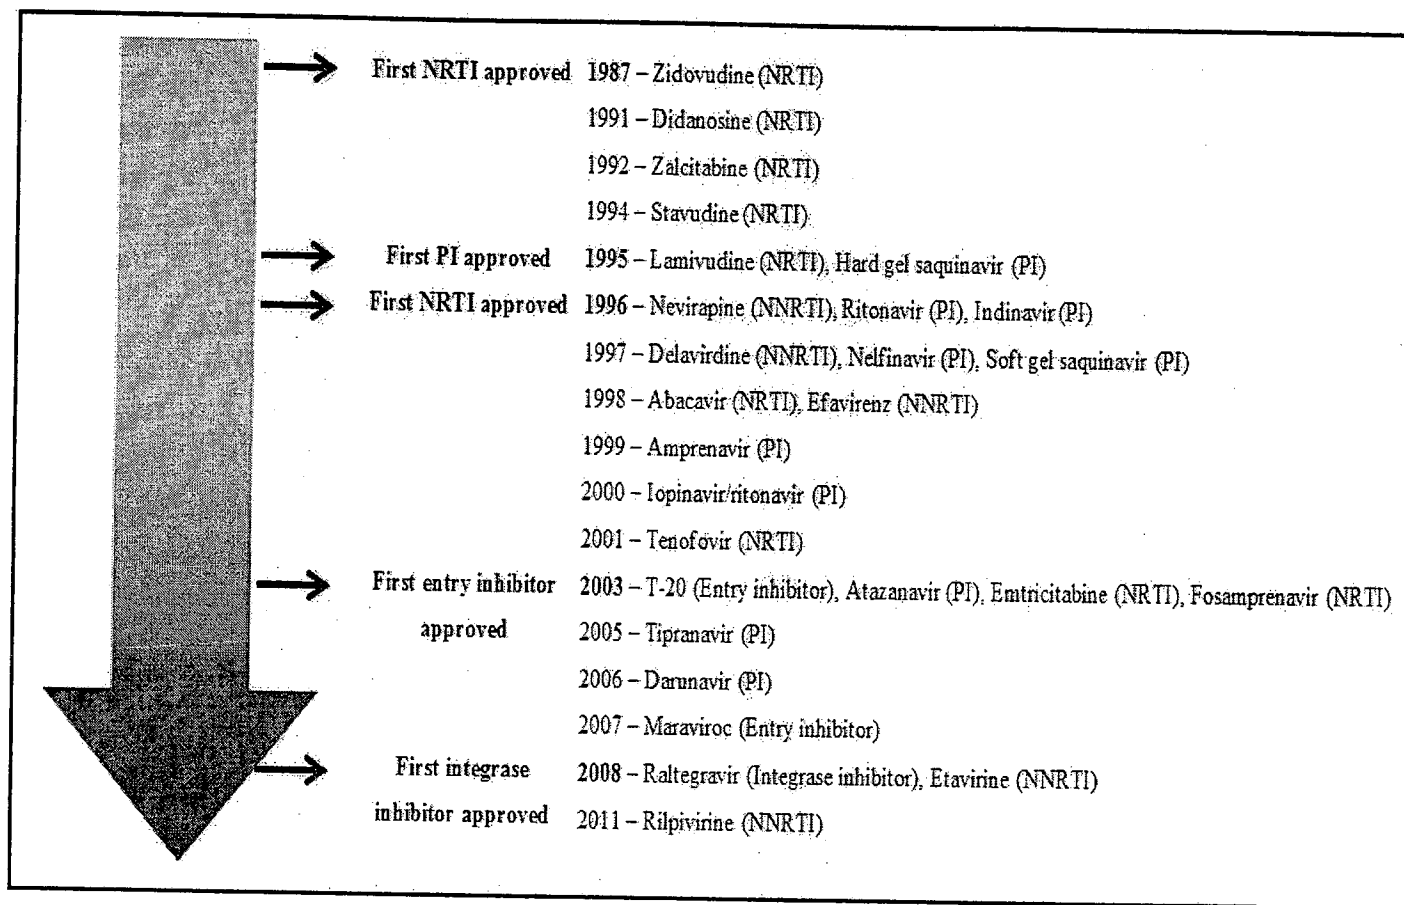 First NRTI approved 1987 – Zidovudine (NRTI)
1991 – Didanosine (NRTI)
1992 – Zalcitabine (NRTI)
1994 – Stavudine (NRTI)
First PI approved 1995 – Lamivudine (NRTI), Hard gel saquinavir (PI)
First NRTI approved 1996 – Nevirapine (NNRTI), Ritonavir (PI), Indinavir (PI)
1997 – Delavirdine (NNRTI), Nelfinavir (PI), Soft gel saquinavir (PI)
1998 – Abacavir (NRTI), Efavirenz (NNRTI)
1999 – Amprenavir (PI)
2000 – Iopinavir/ritonavir (PI)
2001 – Tenofovir (NRTI)
First entry inhibitor 2003 – T-20 (Entry inhibitor), Atazanavir (PI), Emtricitabine (NRTI), Fosamprenavir (NRTI)
approved 2005 – Tipranavir (PI)
2006 – Darunavir (PI)
2007 – Maraviroc (Entry inhibitor)
First integrase 2008 – Raltegravir (Integrase inhibitor), Etavirine (NNRTI)
inhibitor approved 2011 – Rilpivirine (NNRTI)